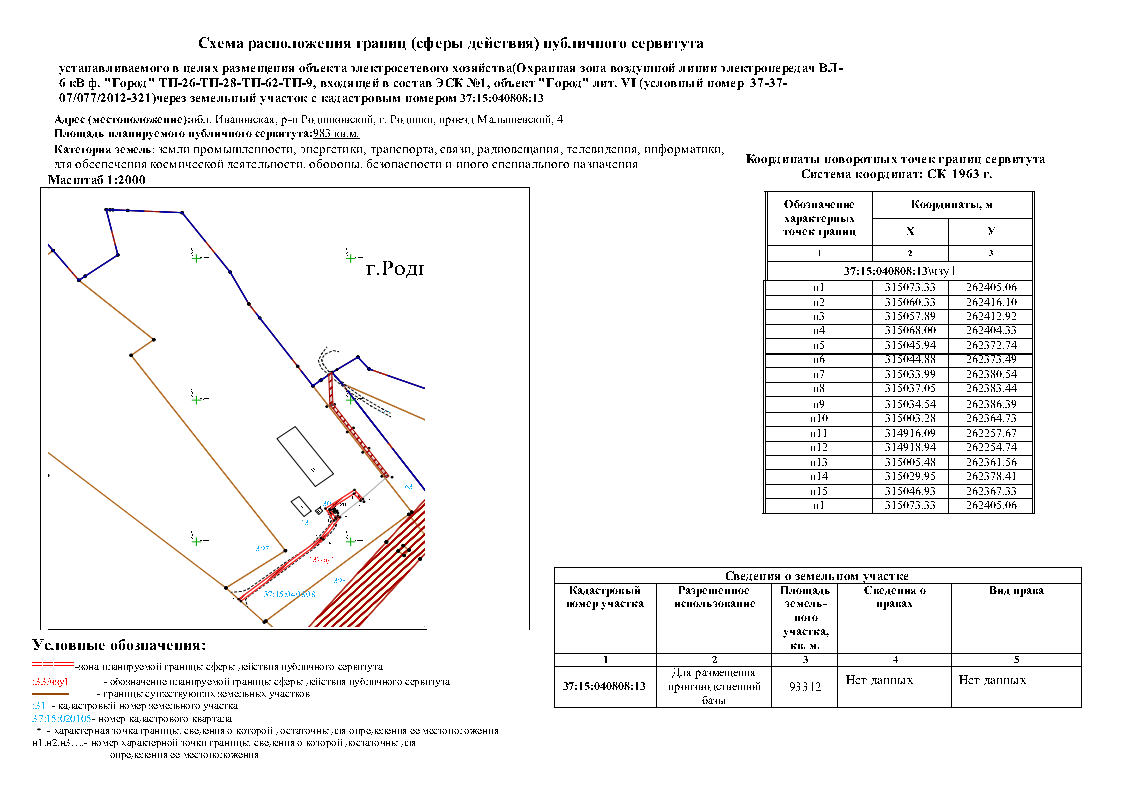 Схема расположения границ (сферы действия) публичного сервитута
устанавливаемого в целях размещения объекта электросетевого хозяйства(Охранная зона воздушной линии электропередач ВЛ-
6 кВ ф. "Город" ТП-26-ТП-28-ТП-62-ТП-9, входящей в состав ЭСК №1, объект "Город" лит. VI (условный номер 37-37-
07/077/2012-321)через земельный участок с кадастровым номером 37:15:040808:13
Адрес (местоположение):обл. Ивановская, р-н Родниковский, г. Родники, проезд Малышевский, 4
Площадь планируемого публичного сервитута:983 кв.м.
Категория земель: земли промышленности, энергетики, транспорта, связи, радиовещания, телевидения, информатики,
для обеспечения космической деятельности, обороны, безопасности и иного специального назначения
Масштаб 1:2000
г.Родн
37:15:040808
Координаты поворотных точек границ сервитута
Система координат: СК 1963 г.
Обозначение характерных точек границ Координаты, м
Х У
1 2 3
37:15:040808:13\чзу1
н1 315073.33 262405.06
н2 315060.33 262416.10
н3 315057.89 262412.92
н4 315068.00 262404.33
н5 315045.94 262372.74
н6 315044.88 262373.49
н7 315033.99 262380.54
н8 315037.05 262383.44
н9 315034.54 262386.39
н10 315003.28 262364.73
н11 314916.09 262257.67
н12 314918.94 262254.74
н13 315005.48 262361.56
н14 315029.95 262378.41
н15 315046.93 262367.33
н1 315073.33 262405.06
Сведения о земельном участке
Кадастровый номер участка Разрешенное использование Площадь земель-ного участка, кв. м. Сведения о правах Вид права
1 2 3 4 5
37:15:040808:13 Для размещения производственной базы 93312 Нет данных Нет данных
Условные обозначения:
-зона планируемой границы сферы действия публичного сервитута
:33/чзу1 - обозначение планируемой границы сферы действия публичного сервитута
- границы существующих земельных участков
:31 - кадастровый номер земельного участка
37:15:020105- номер кадастрового квартала
* - характерная точка границы, сведения о которой достаточны для определения ее местоположения
н1.н2.н3....- номер характерной точки границы, сведения о которой достаточны для
определения ее местоположения